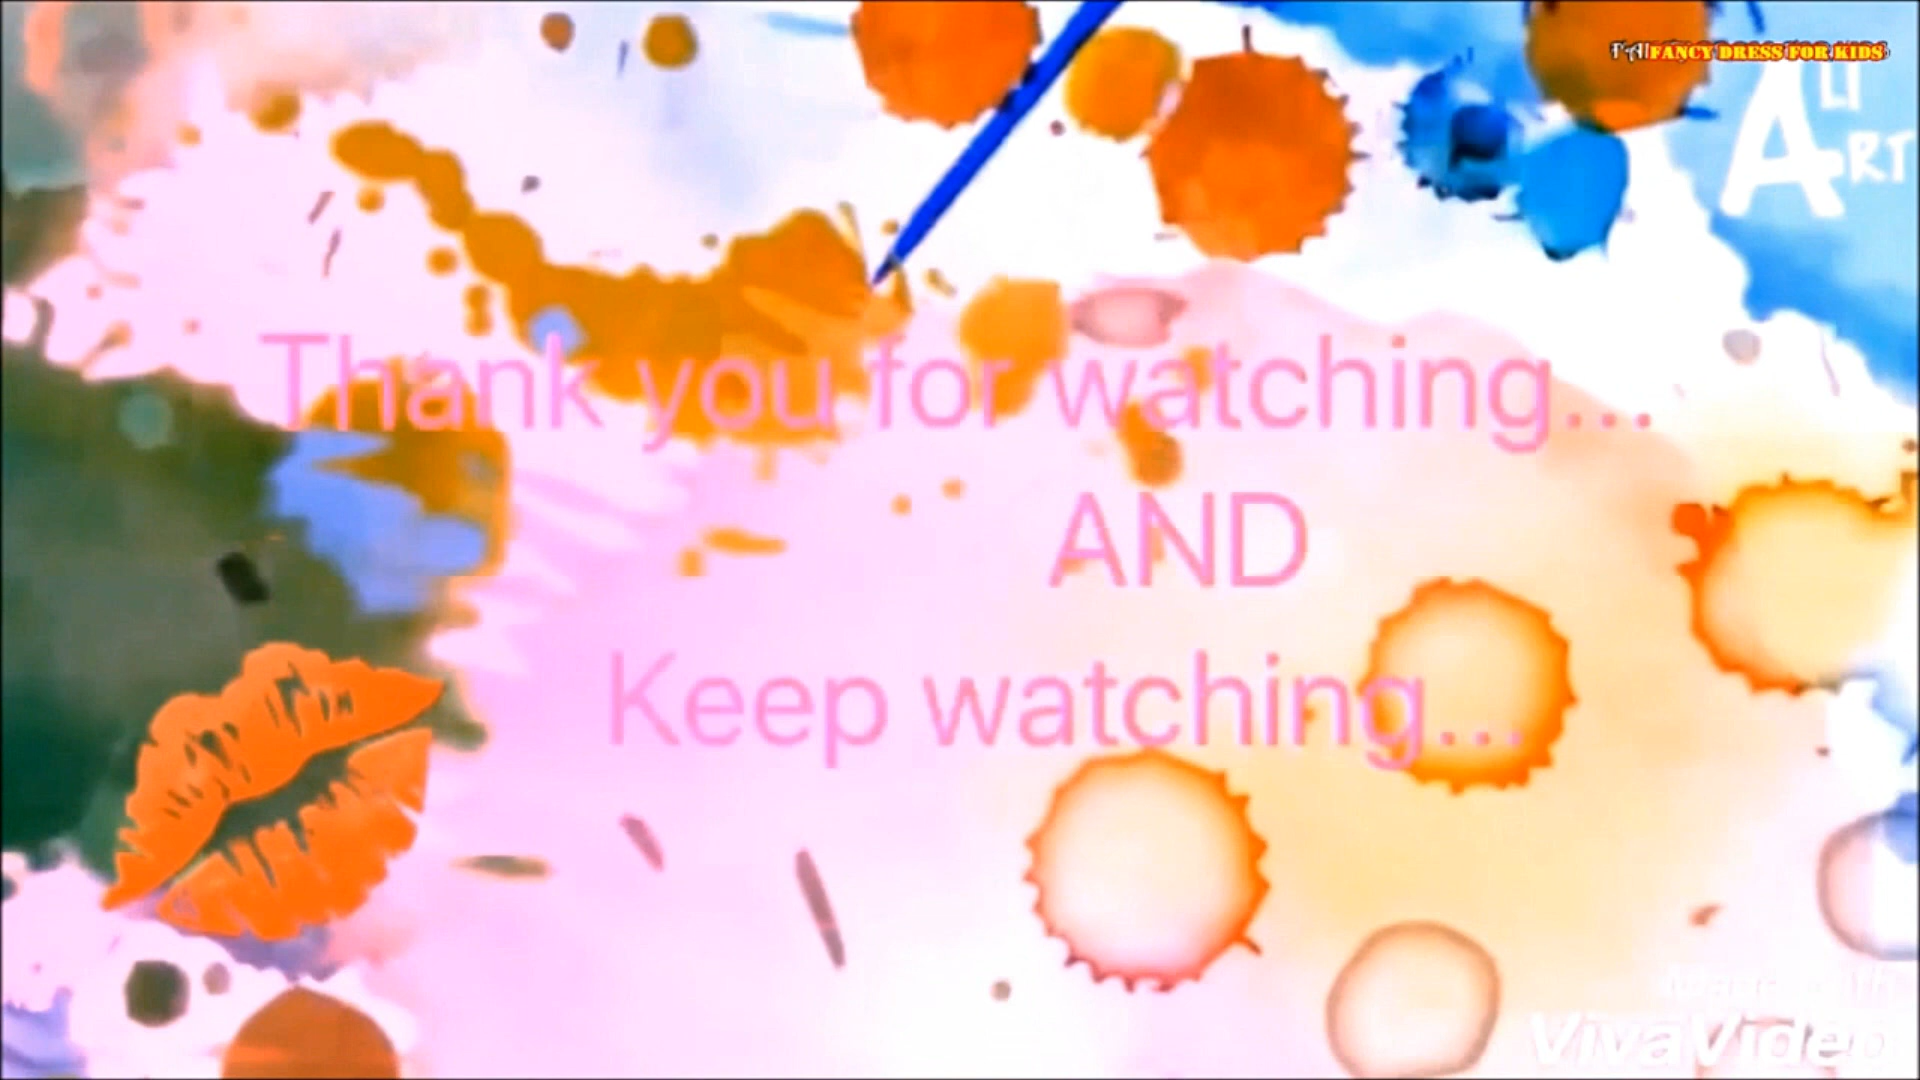 FANCY DRESS FOR KIDS
ALI
ART
Thank you for watching...
AND
Keep watching...
VivaVideo